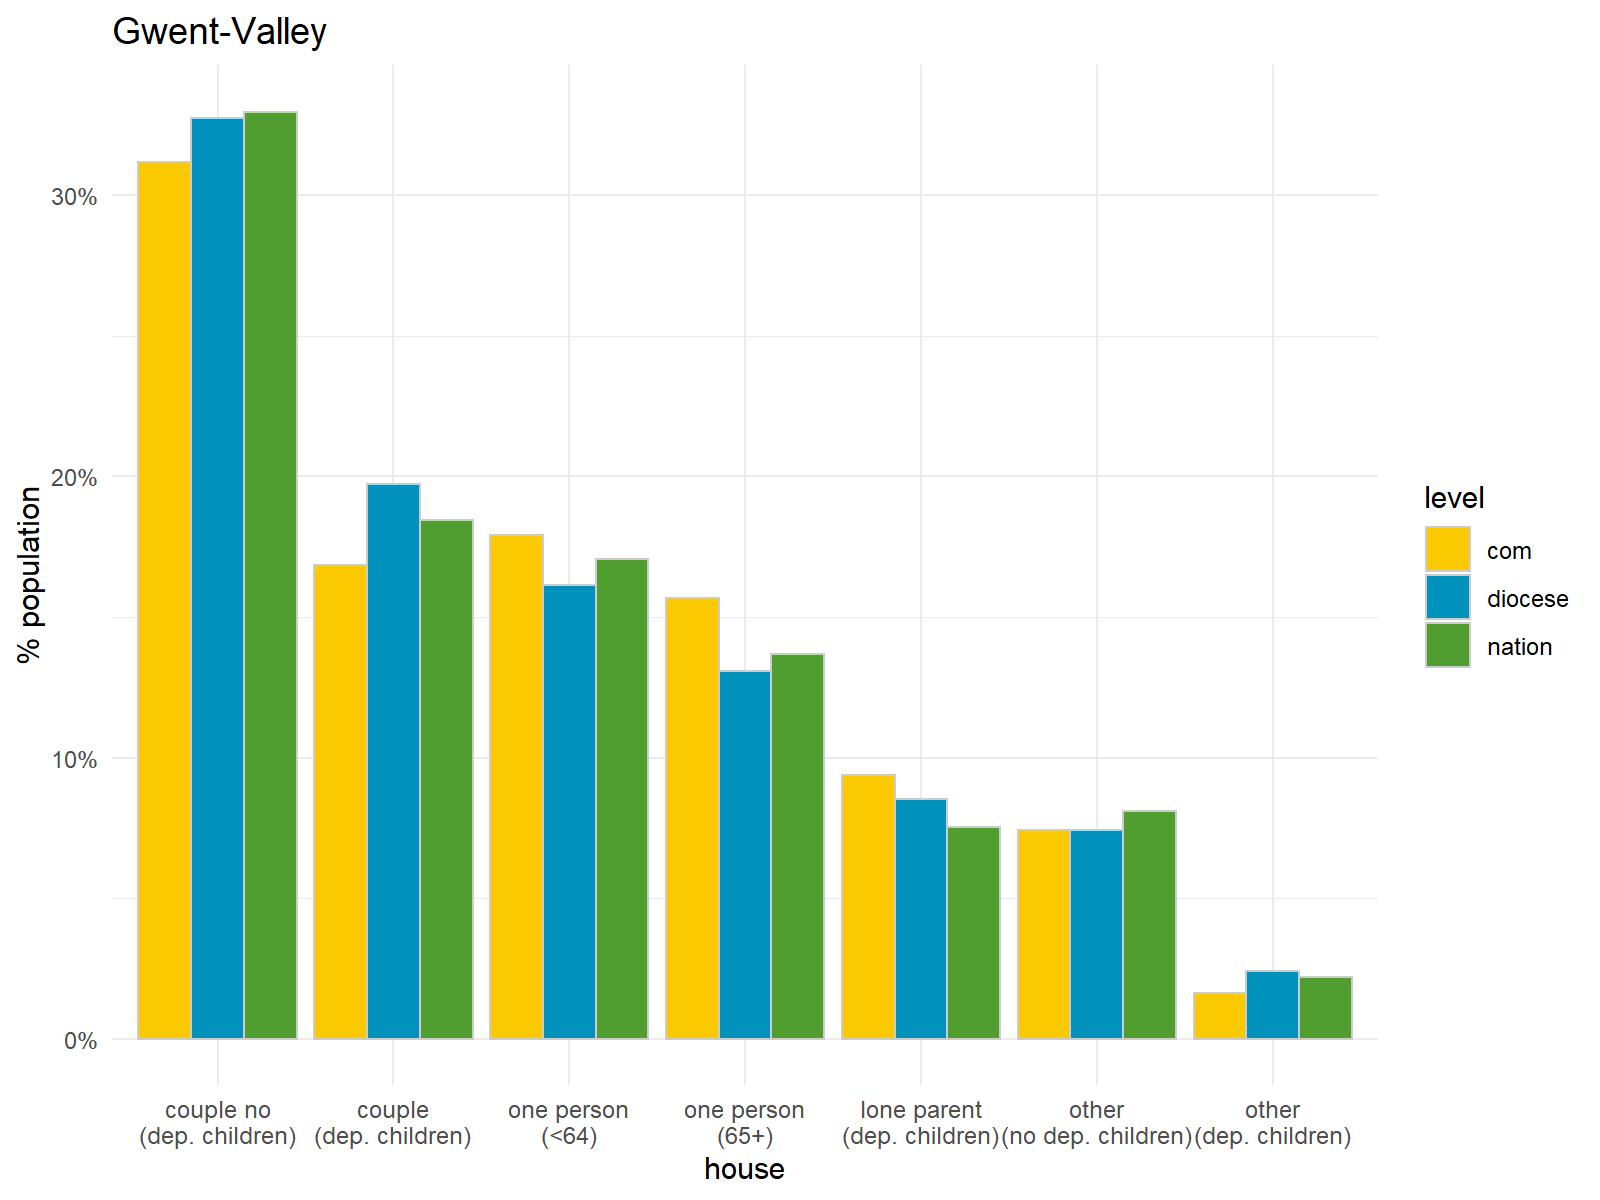 Gwent-Valley
% population
30%
20%
10%
0%
couple no
(dep. children)
couple
(dep. children)
one person
(<64)
one person
(65+)
lone parent
(dep. children)
other
(no dep. children)
other
(dep. children)
house
level
com
diocese
nation